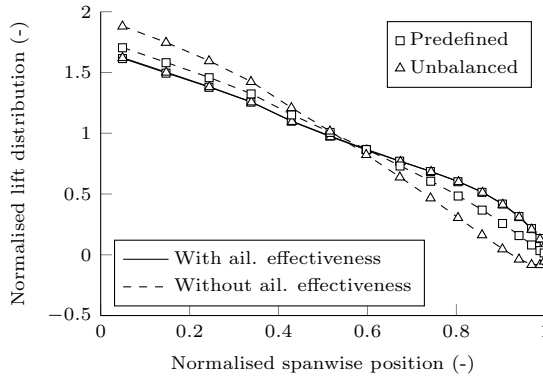 2
1.5
1
0.5
0
−0.5
Normalised lift distribution (-)
Predefined
Unbalanced
With ail. effectiveness
Without ail. effectiveness
0 0.2 0.4 0.6 0.8 1
Normalised spanwise position (-)